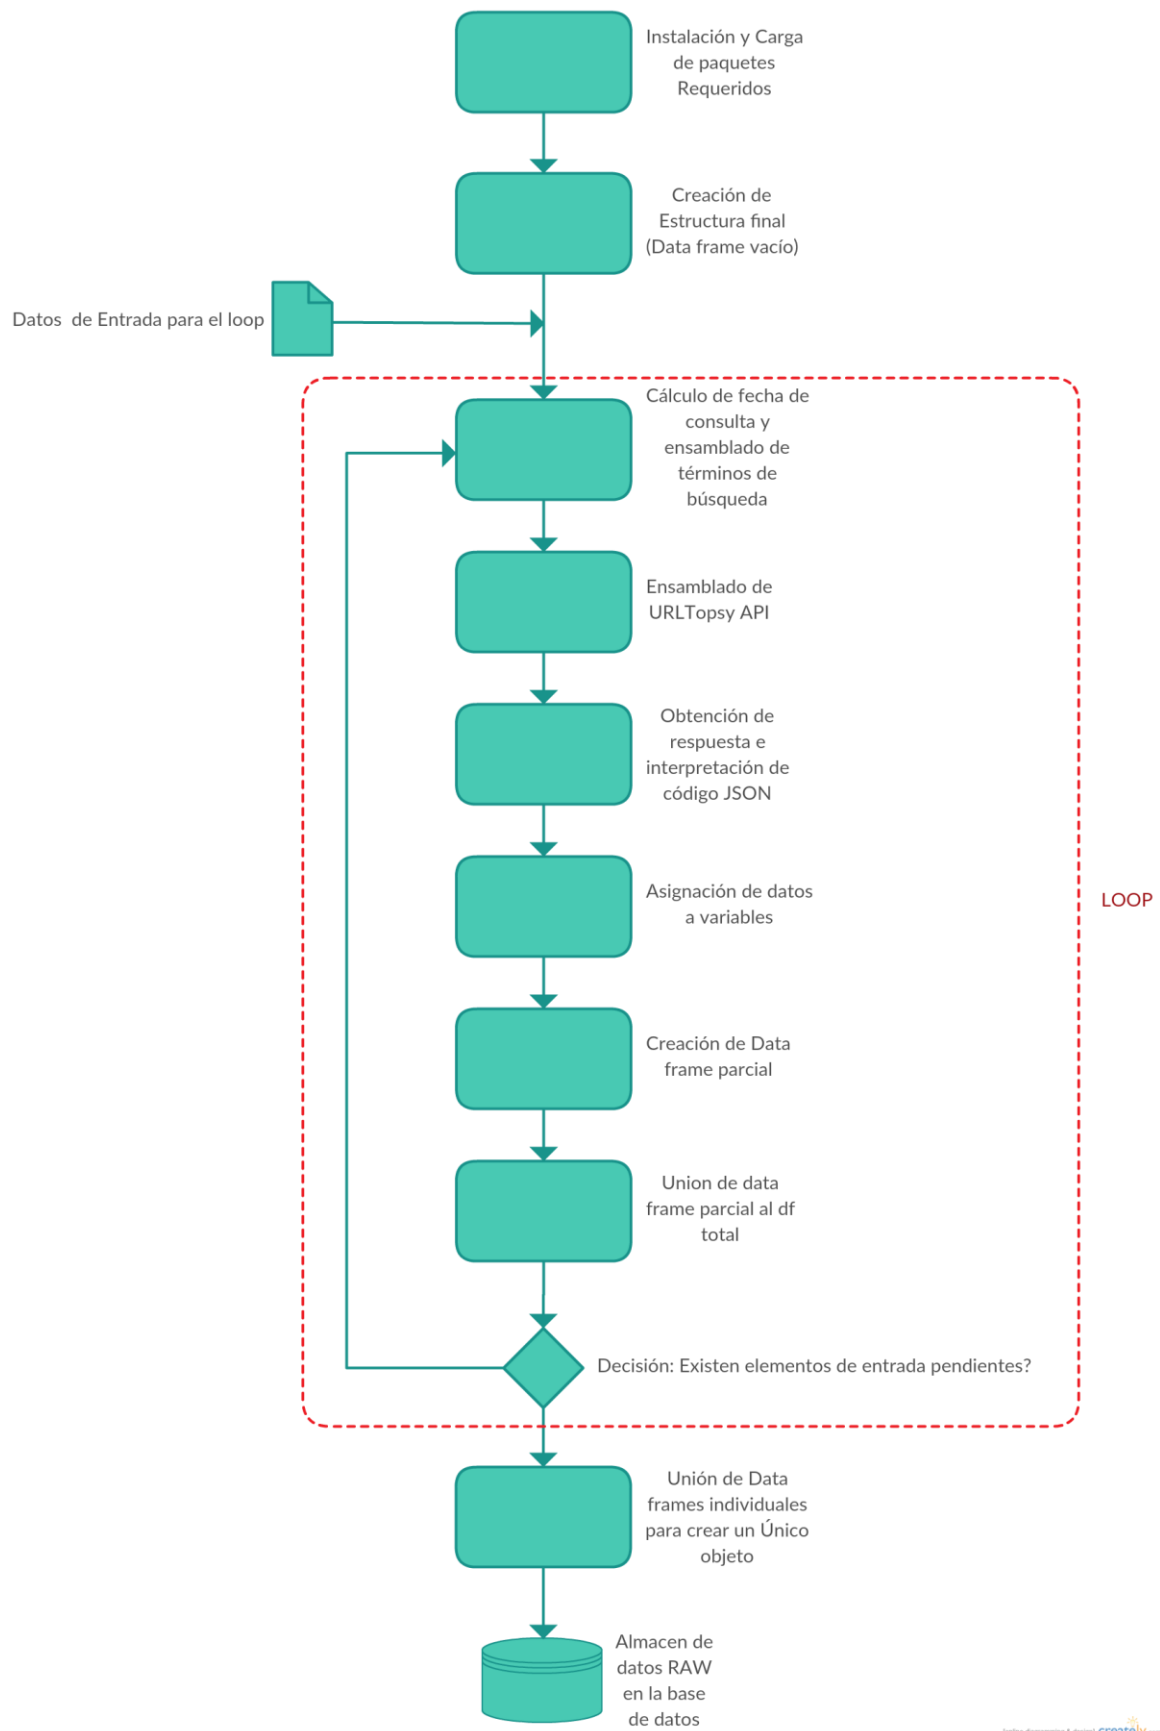 Instalación y Carga
de paquetes
Requeridos
Creación de
Estructura final
(Data frame vacío)
Datos de Entrada para el loop
Cálculo de fecha de
consulta y
ensamblado de
términos de
búsqueda
Ensamblado de
URLTopsy API
Obtención de
respuesta e
interpretación de
código JSON
Asignación de datos
a variables
LOOP
Creación de Data
frame parcial
Union de data
frame parcial al df
total
Decisión: Existen elementos de entrada pendientes?
Unión de Data
frames individuales
para crear un Único
objeto
Almacen de
datos RAW
en la base
de datos